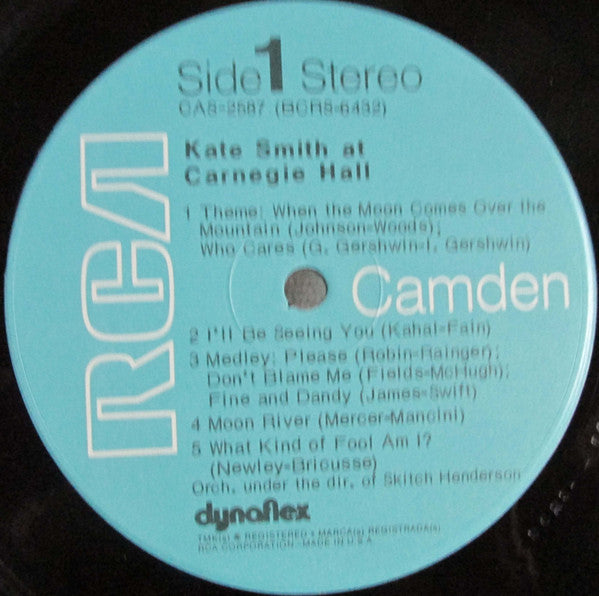 Side 1 Stereo
CAS-2587 (BCRS-6432)
Kate Smith at
Carnegie Hall
1 Theme: When the Moon Comes Over the
Mountain (Johnson-Woods);
Who Cares (G. Gershwin-I. Gershwin)
RCA
Camden
2 I'll Be Seeing You (Kahal-Fain)
3 Medley: Please (Robin-Rainger);
Don't Blame Me (Fields-McHugh);
Fine and Dandy (James-Swift)
4 Moon River (Mercer-Mancini)
5 What Kind of Fool Am I?
(Newley-Bricusse)
Orch. under the dir. of Skitch Henderson
dynaflex
TMK(s) ® REGISTERED • MARCA(s) REGISTRADA(s)
RCA CORPORATION-MADE IN U.S.A.